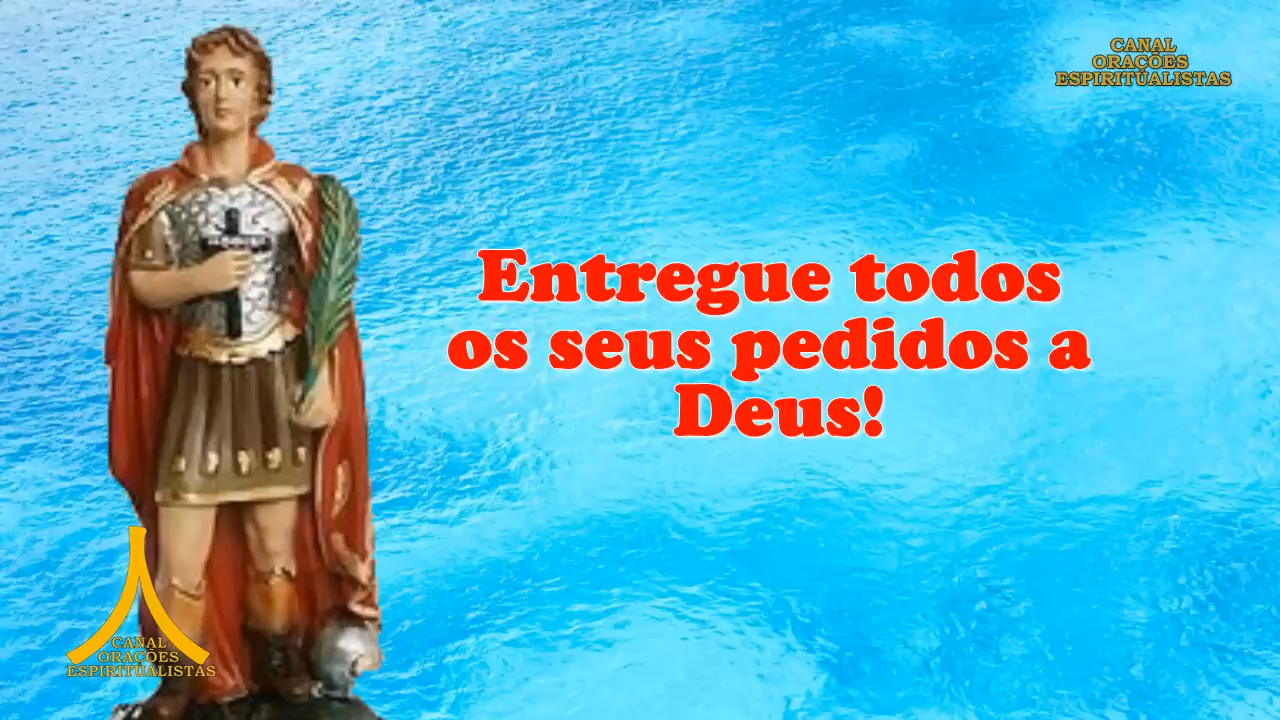 CANAL
ORAÇÕES
ESPIRITUALISTAS
Entregue todos
os seus pedidos a
Deus!
CANAL
ORAÇÕES
ESPIRITUALISTAS